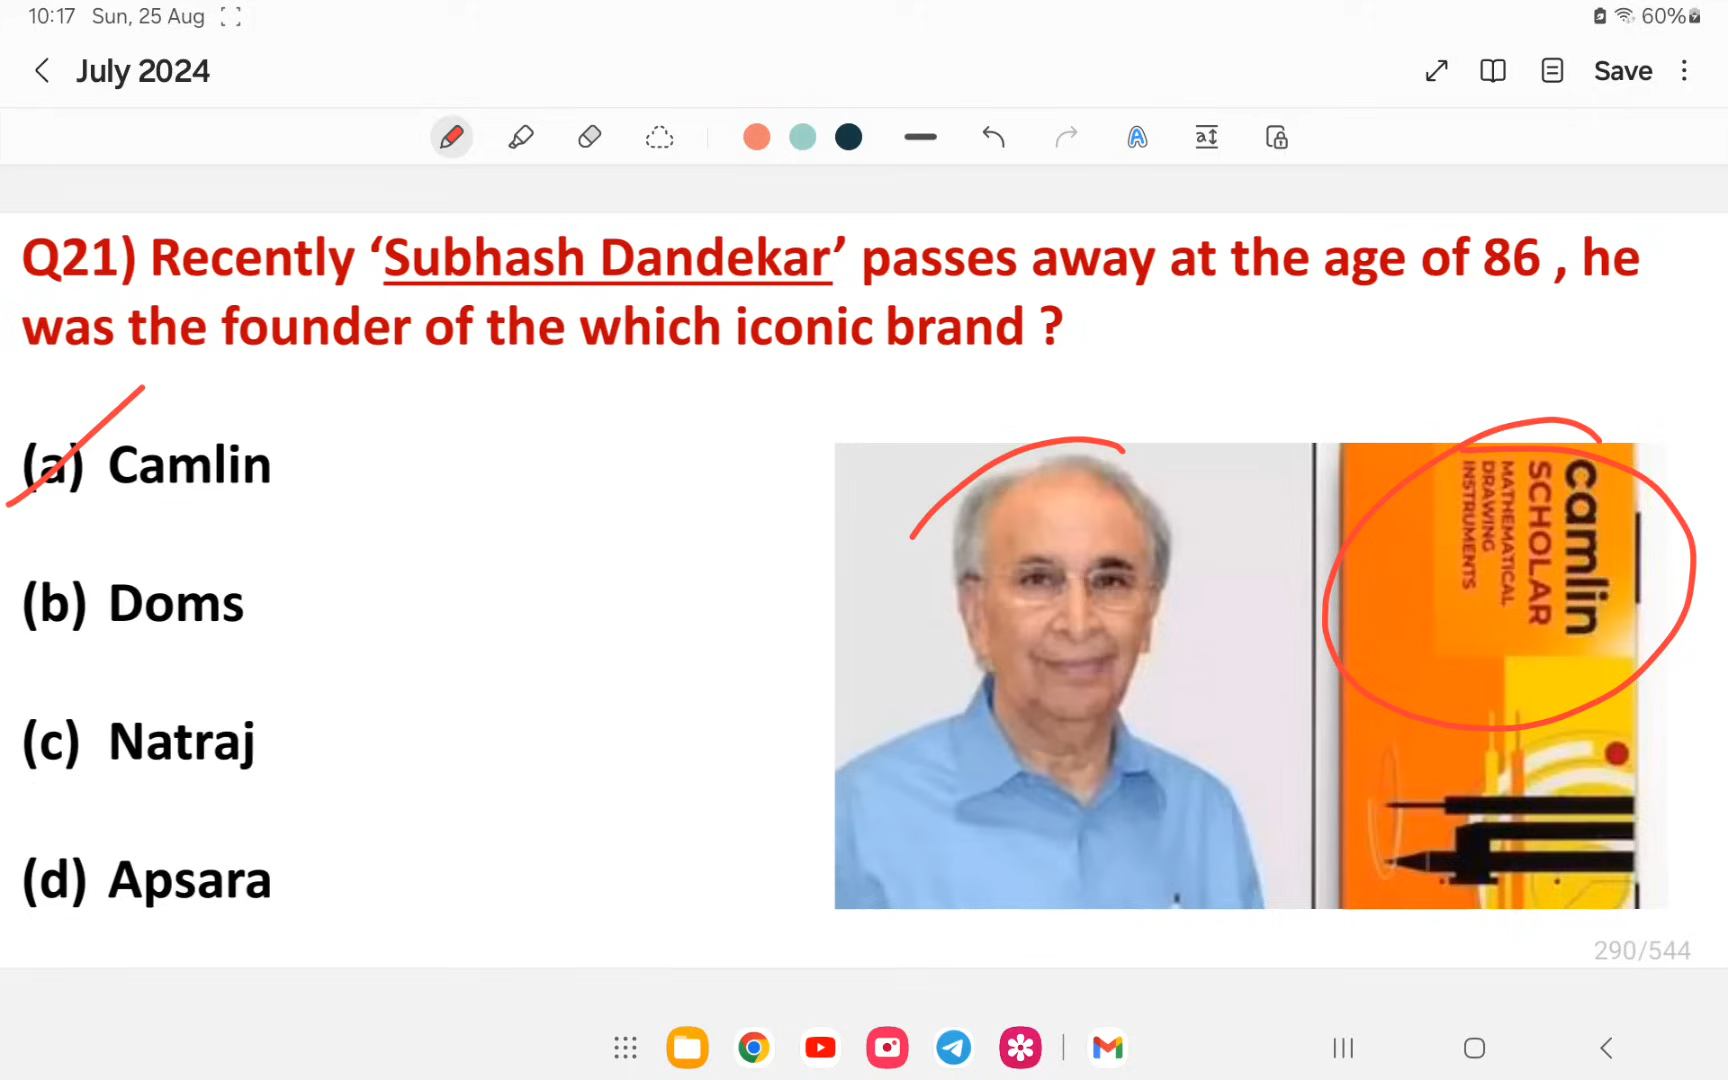 10:17 Sun, 25 Aug
60%
July 2024
Save
A
a
Q21) Recently ‘Subhash Dandekar’ passes away at the age of 86 , he
was the founder of the which iconic brand ?
(a) Camlin
(b) Doms
(c) Natraj
(d) Apsara
camlin
SCHOLAR
MATHEMATICAL
DRAWING
INSTRUMENTS
290/544